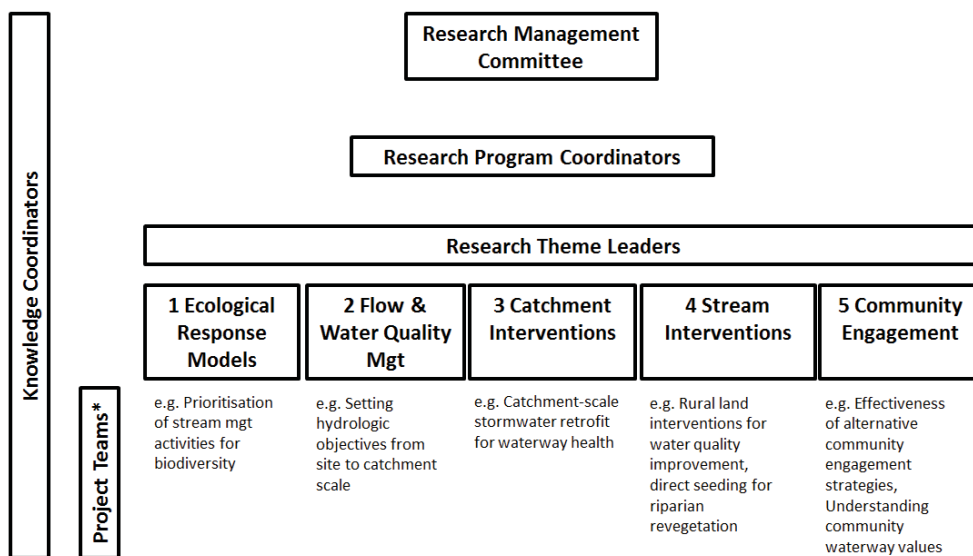 Research Management
Committee
Research Program Coordinators
Research Theme Leaders
Knowledge Coordinators
1 Ecological
Response
Models
2 Flow &
Water Quality
Mgt
3 Catchment
Interventions
4 Stream
Interventions
5 Community
Engagement
Project Teams*
e.g. Prioritisation
of stream mgt
activities for
biodiversity
e.g. Setting
hydrologic
objectives from
site to catchment
scale
e.g. Catchment-scale
stormwater retrofit
for waterway health
e.g. Rural land
interventions for
water quality
improvement,
direct seeding for
riparian
revegetation
e.g. Effectiveness
of alternative
community
engagement
strategies,
Understanding
community
waterway values